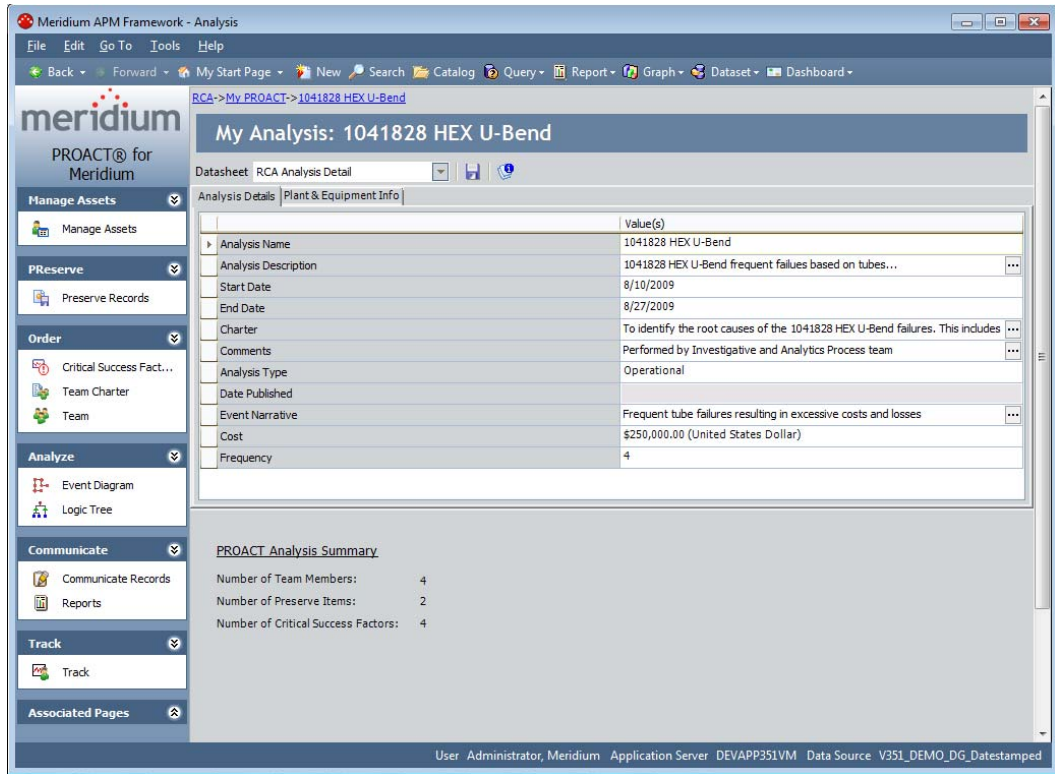 Meridium APM Framework - Analysis
File Edit Go To Tools Help
Back Forward My Start Page New Search Catalog Query Report Graph Dataset Dashboard
meridium
PROACT® for
Meridium
Manage Assets
Manage Assets
PReserve
Preserve Records
Order
Critical Success Fact...
Team Charter
Team
Analyze
Event Diagram
Logic Tree
Communicate
Communicate Records
Reports
Track
Track
Associated Pages
RCA->My PROACT->1041828 HEX U-Bend
My Analysis: 1041828 HEX U-Bend
Datasheet RCA Analysis Detail
Analysis Details Plant & Equipment Info
Value(s)
Analysis Name 1041828 HEX U-Bend
Analysis Description 1041828 HEX U-Bend frequent failues based on tubes... ...
Start Date 8/10/2009
End Date 8/27/2009
Charter To identify the root causes of the 1041828 HEX U-Bend failures. This includes ...
Comments Performed by Investigative and Analytics Process team ...
Analysis Type Operational
Date Published
Event Narrative Frequent tube failures resulting in excessive costs and losses ...
Cost $250,000.00 (United States Dollar)
Frequency 4
PROACT Analysis Summary
Number of Team Members: 4
Number of Preserve Items: 2
Number of Critical Success Factors: 4
User Administrator, Meridium Application Server DEVAPP351VM Data Source V351_DEMO_DG_Datestamped